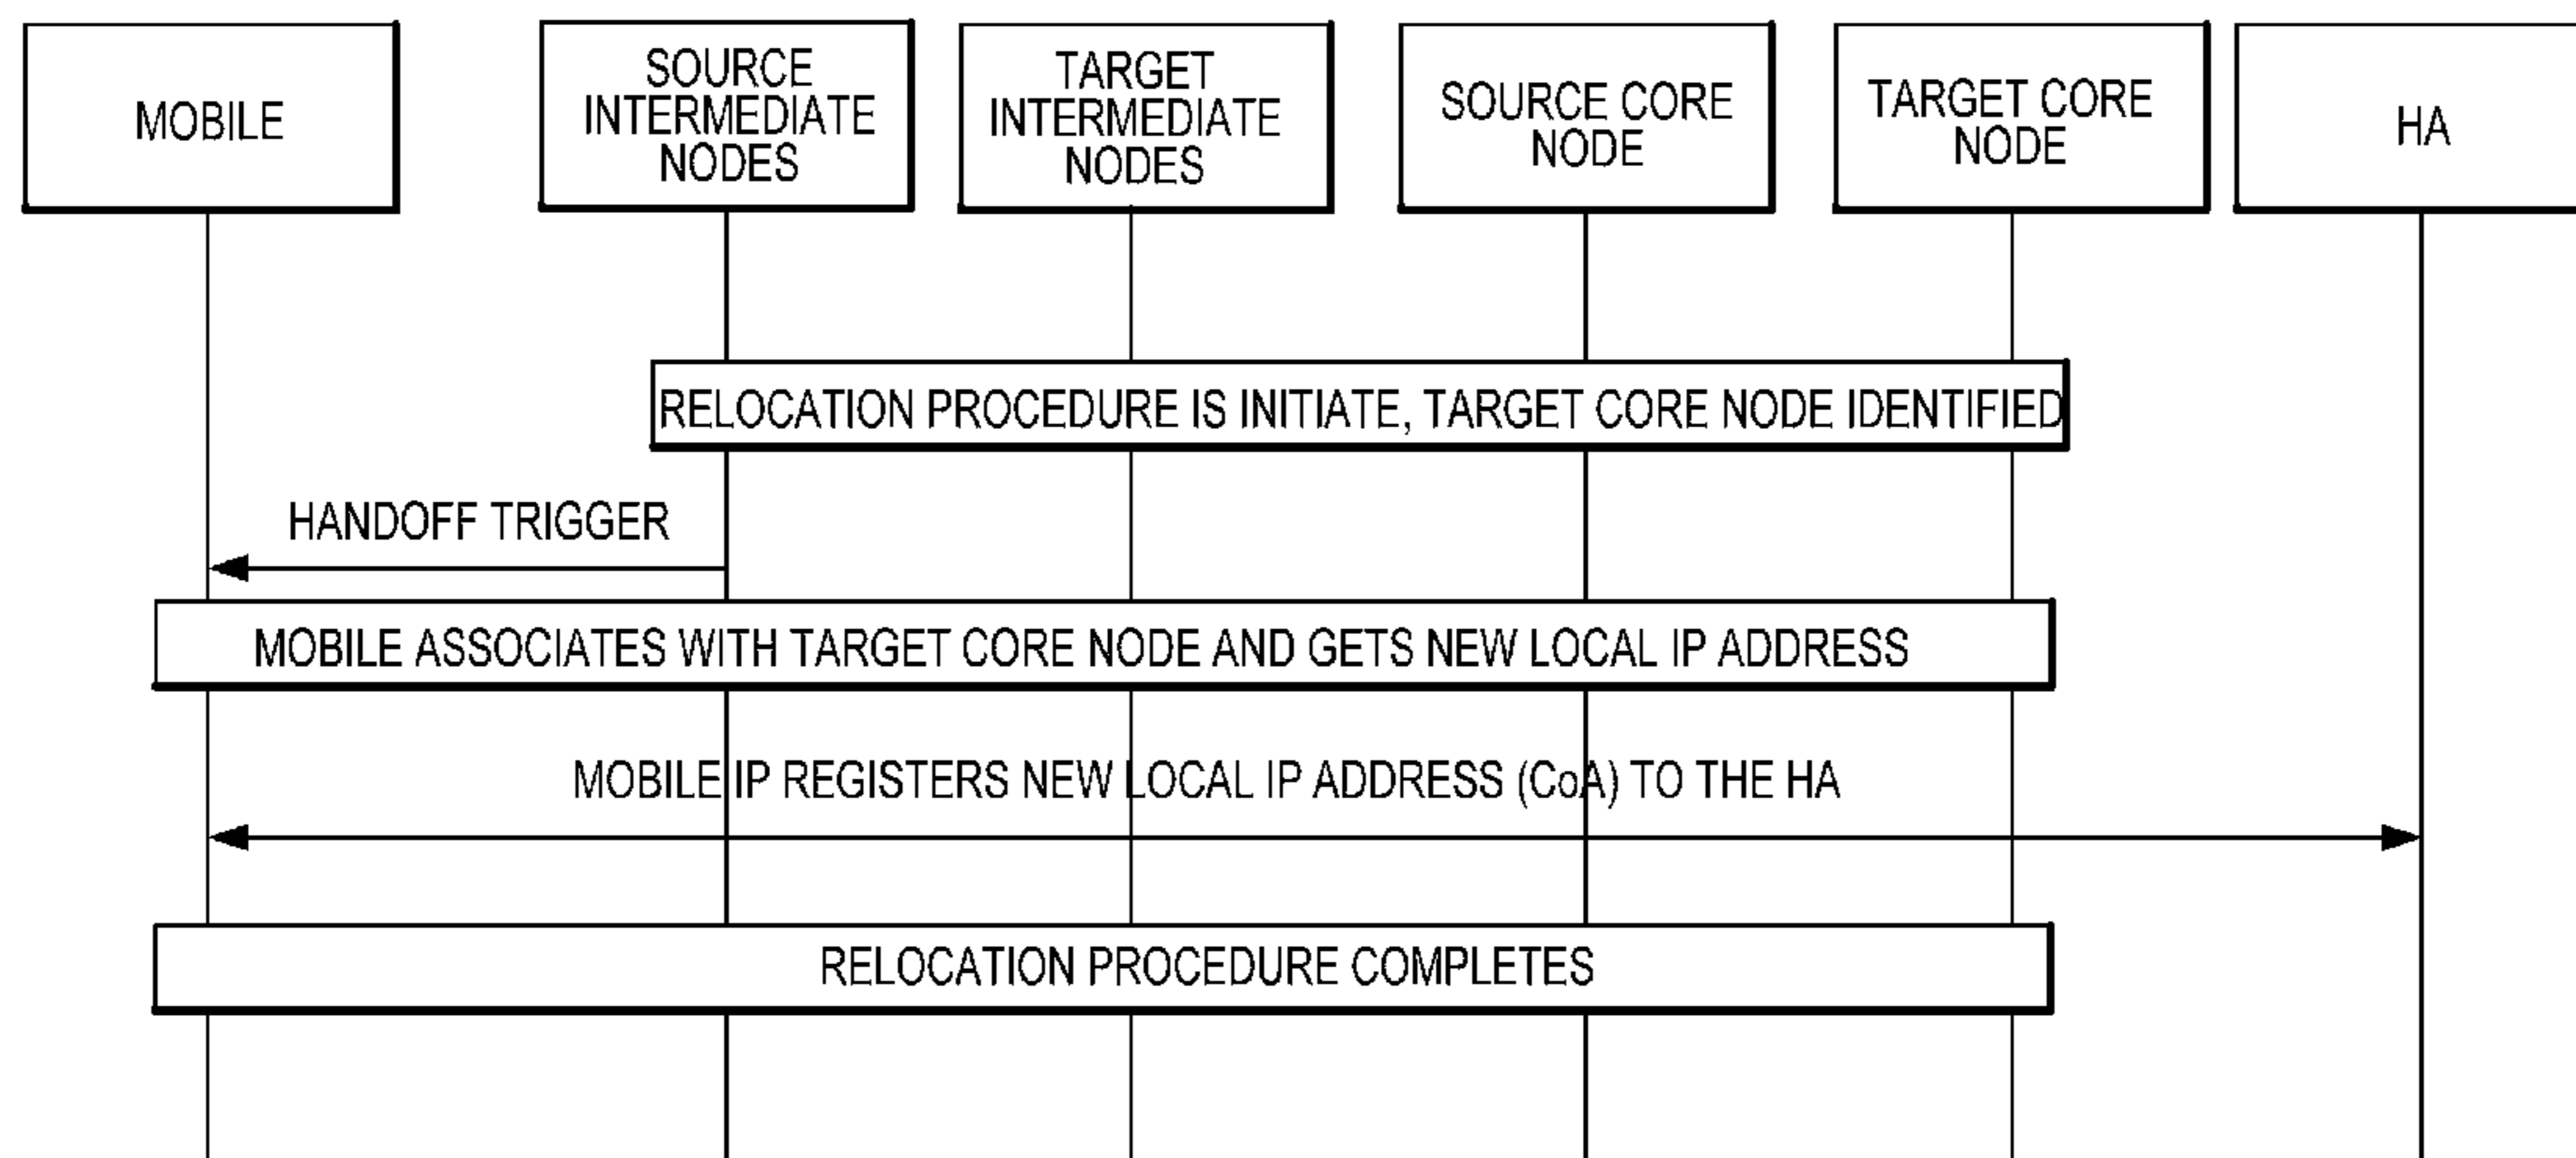 MOBILE
SOURCE
INTERMEDIATE
NODES
TARGET
INTERMEDIATE
NODES
SOURCE CORE
NODE
TARGET CORE
NODE
HA
RELOCATION PROCEDURE IS INITIATE, TARGET CORE NODE IDENTIFIED
HANDOFF TRIGGER
MOBILE ASSOCIATES WITH TARGET CORE NODE AND GETS NEW LOCAL IP ADDRESS
MOBILE IP REGISTERS NEW LOCAL IP ADDRESS (CoA) TO THE HA
RELOCATION PROCEDURE COMPLETES